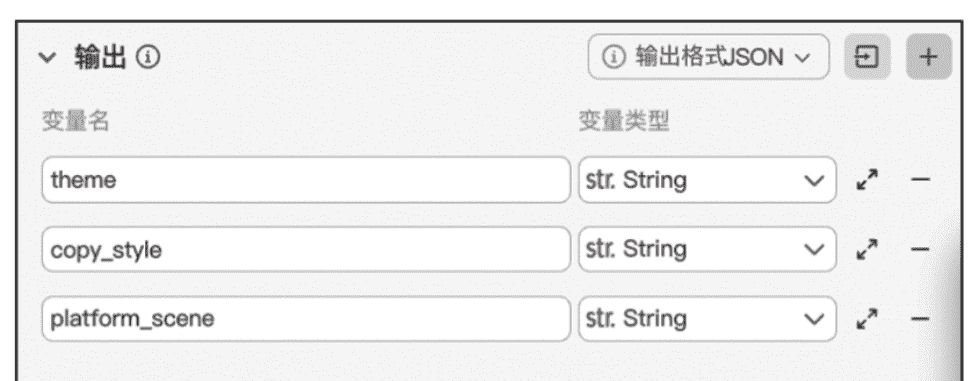 输出
输出格式JSON
变量名 变量类型
theme str. String
copy_style str. String
platform_scene str. String